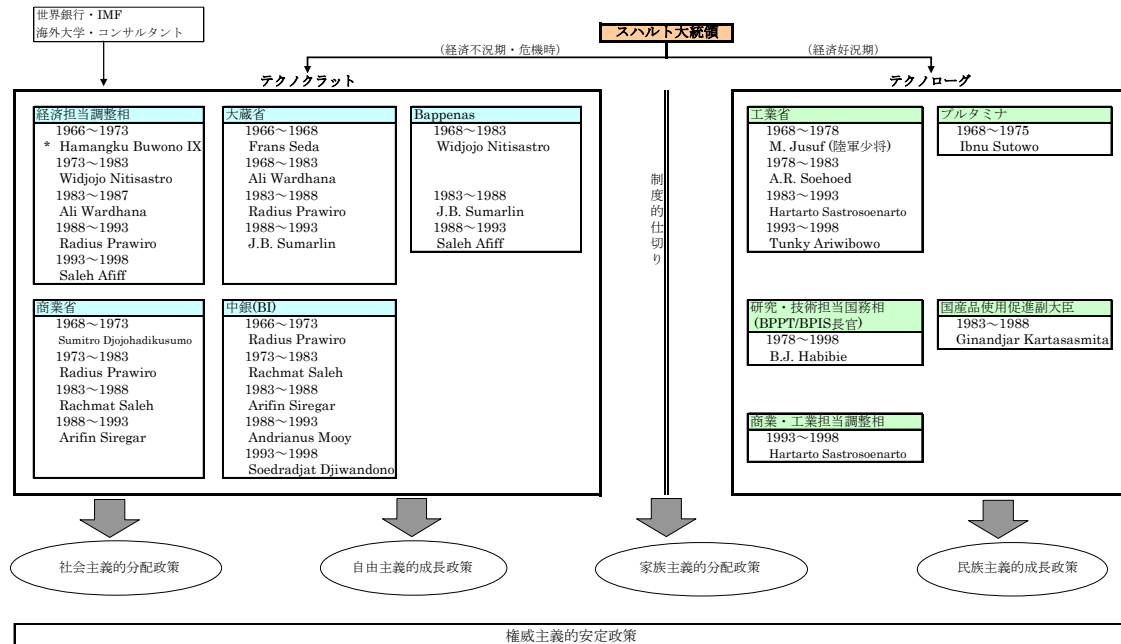 世界銀行・IMF
海外大学・コンサルタント
スハルト大統領
(経済不況期・危機時)
(経済好況期)
テクノクラット
テクノローグ
経済担当調整相
1966～1973
* Hamangku Buwono IX
1973～1983
Widjojo Nitisastro
1983～1987
Ali Wardhana
1988～1993
Radius Prawiro
1993～1998
Saleh Afiff
大蔵省
1966～1968
Frans Seda
1968～1983
Ali Wardhana
1983～1988
Radius Prawiro
1988～1993
J.B. Sumarlin
Bappenas
1968～1983
Widjojo Nitisastro
1983～1988
J.B. Sumarlin
1988～1993
Saleh Afiff
商業省
1968～1973
Sumitro Djojohadikusumo
1973～1983
Radius Prawiro
1983～1988
Rachmat Saleh
1988～1993
Arifin Siregar
中銀(BI)
1966～1973
Radius Prawiro
1973～1983
Rachmat Saleh
1983～1988
Arifin Siregar
1988～1993
Andrianus Mooy
1993～1998
Soedradjat Djiwandono
制度的仕切り
工業省
1968～1978
M. Jusuf (陸軍少将)
1978～1983
A.R. Soehoed
1983～1993
Hartarto Sastrosoenarto
1993～1998
Tunky Ariwibowo
プルタミナ
1968～1975
Ibnu Sutowo
研究・技術担当国務相
(BPPT/BPIS長官)
1978～1998
B.J. Habibie
国産品使用促進副大臣
1983～1988
Ginandjar Kartasasmita
商業・工業担当調整相
1993～1998
Hartarto Sastrosoenarto
社会主義的分配政策
自由主義的成長政策
家族主義的分配政策
民族主義的成長政策
権威主義的安定政策